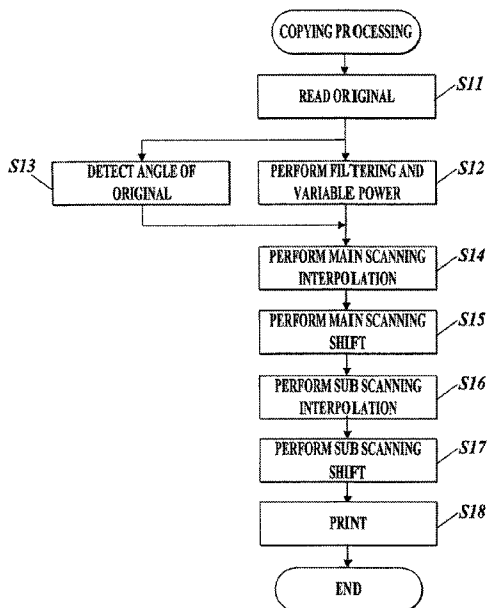 COPYING PROCESSING
READ ORIGINAL
S11
S13
DETECT ANGLE OF
ORIGINAL
PERFORM FILTERING AND
VARIABLE POWER
S12
PERFORM MAIN SCANNING
INTERPOLATION
S14
PERFORM MAIN SCANNING
SHIFT
S15
PERFORM SUB SCANNING
INTERPOLATION
S16
PERFORM SUB SCANNING
SHIFT
S17
PRINT
S18
END